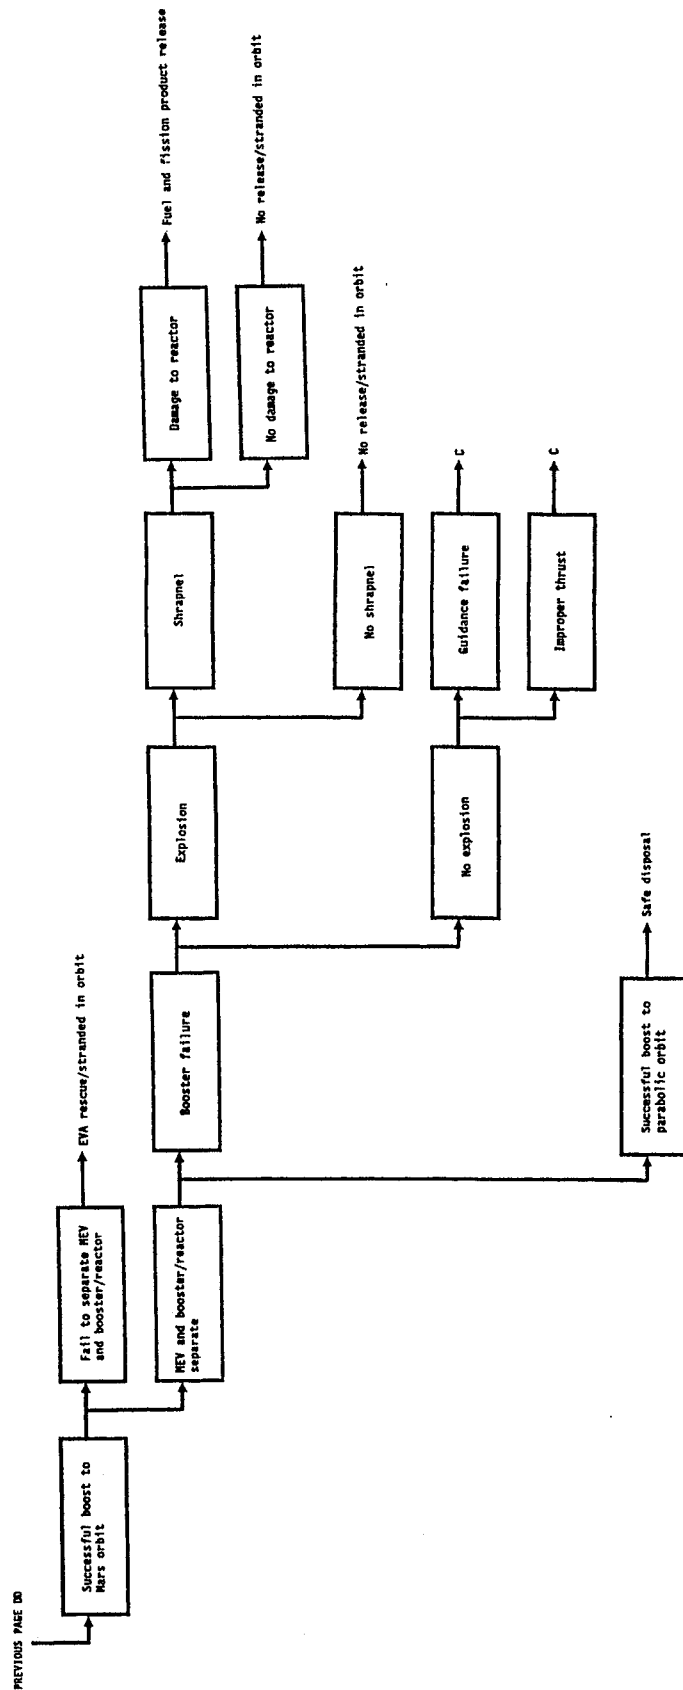 PREVIOUS PAGE DD
Successful boost to
Mars orbit
Fail to separate MEV
and booster/reactor
EVA rescue/stranded in orbit
MEV and booster/reactor
separate
Booster failure
Explosion
Shrapnel
Damage to reactor
Fuel and fission product release
No damage to reactor
No release/stranded in orbit
No shrapnel
No release/stranded in orbit
No explosion
Guidance failure
C
Improper thrust
C
Successful boost to
parabolic orbit
Safe disposal